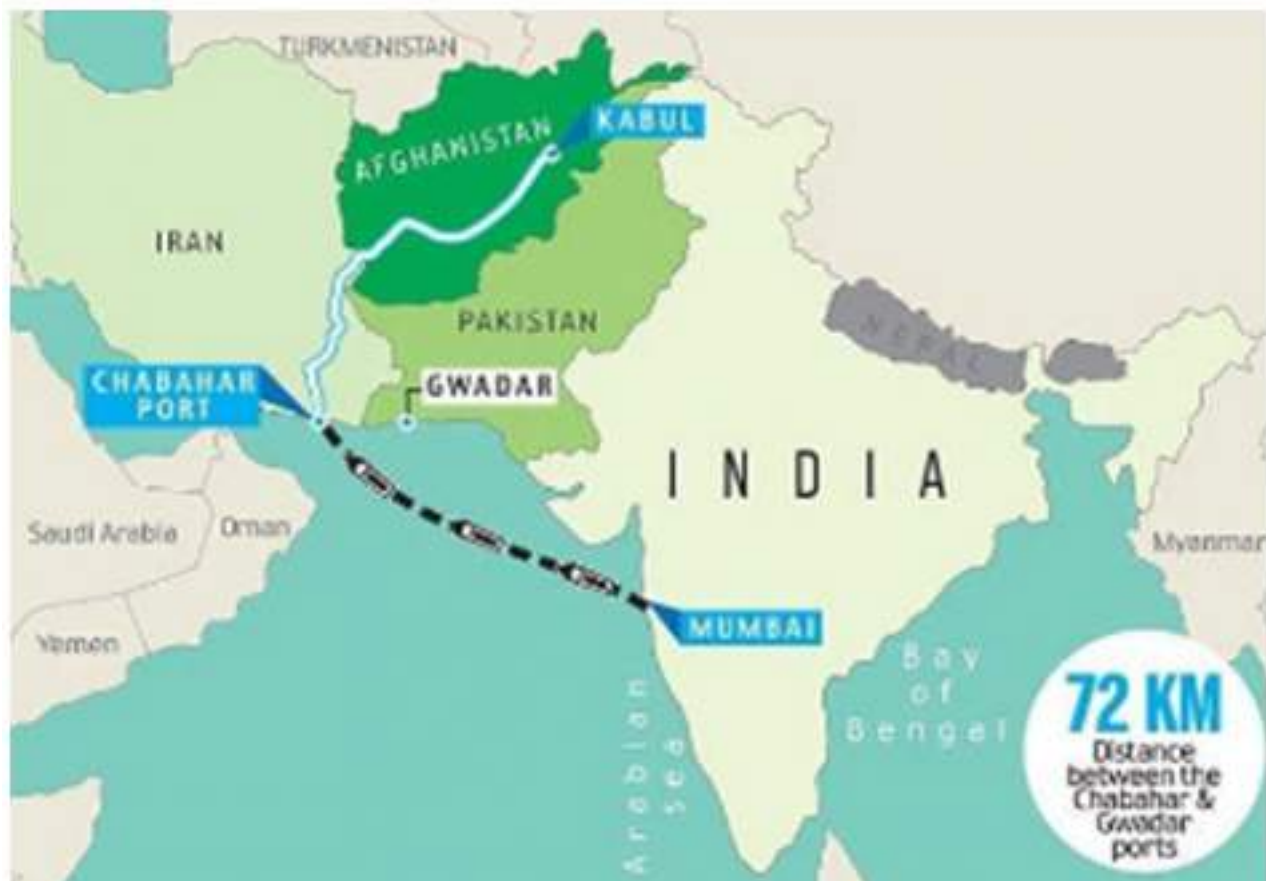 TURKMENISTAN
KABUL
AFGHANISTAN
IRAN
PAKISTAN
NEPAL
CHABAHAR
PORT
GWADAR
INDIA
Saudi Arabia
Oman
Myanmar
Yemen
MUMBAI
Arabian
sea
Bay
of
Bengal
72 KM
Distance
between the
Chabahar &
Gwadar
ports